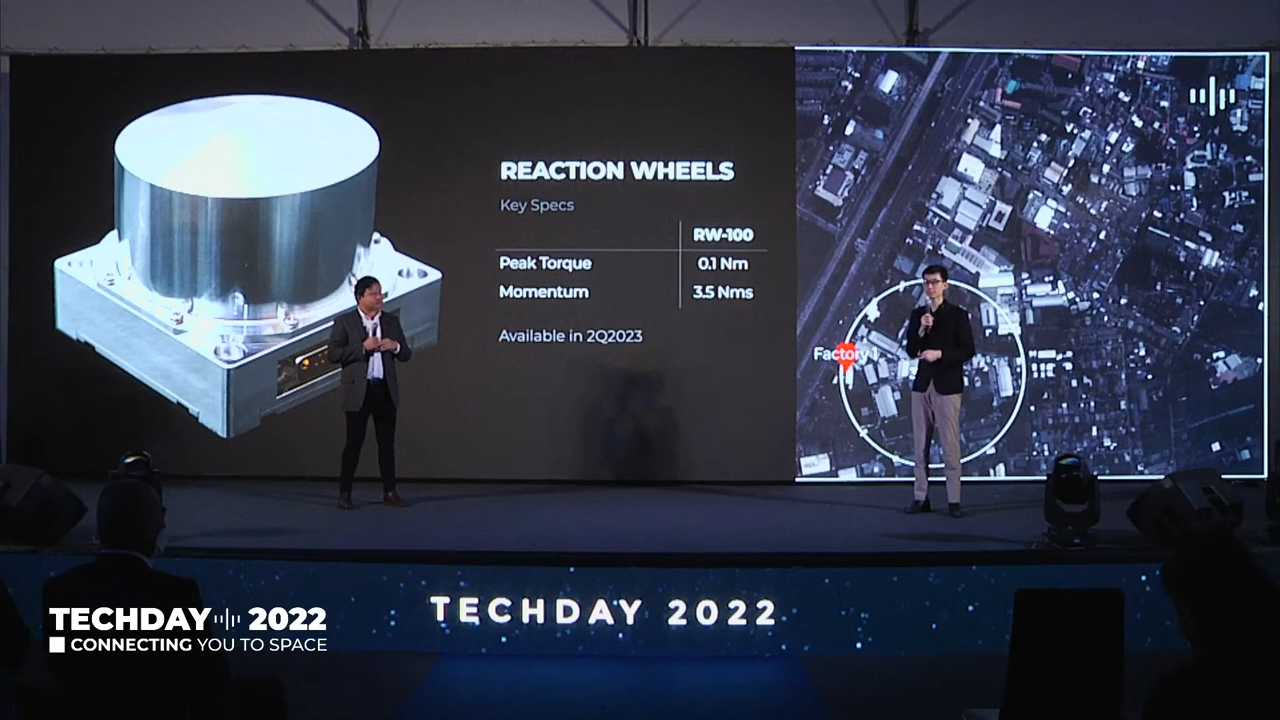 REACTION WHEELS
Key Specs
RW-100
Peak Torque 0.1 Nm
Momentum 3.5 Nms
Available in 2Q2023
Factory 1
TECHDAY 2022
TECHDAY 2022
CONNECTING YOU TO SPACE